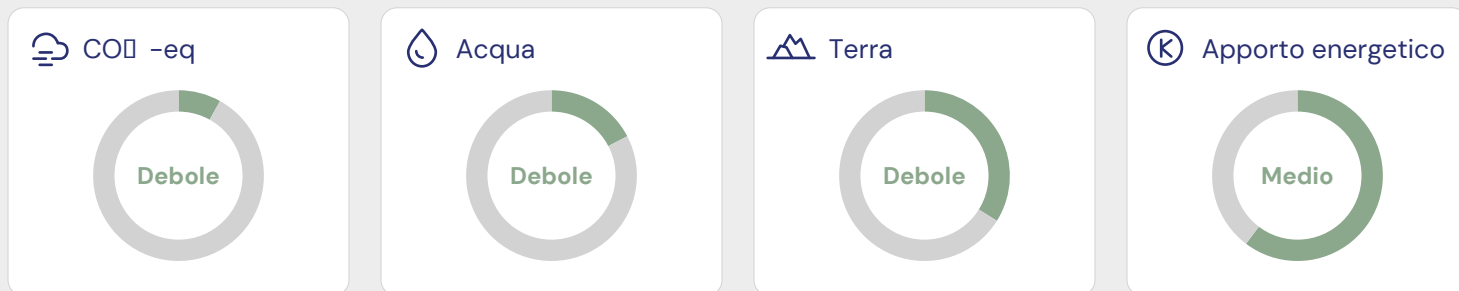 CO▯ -eq
Acqua
Terra
Apporto energetico
Debole
Debole
Debole
Medio